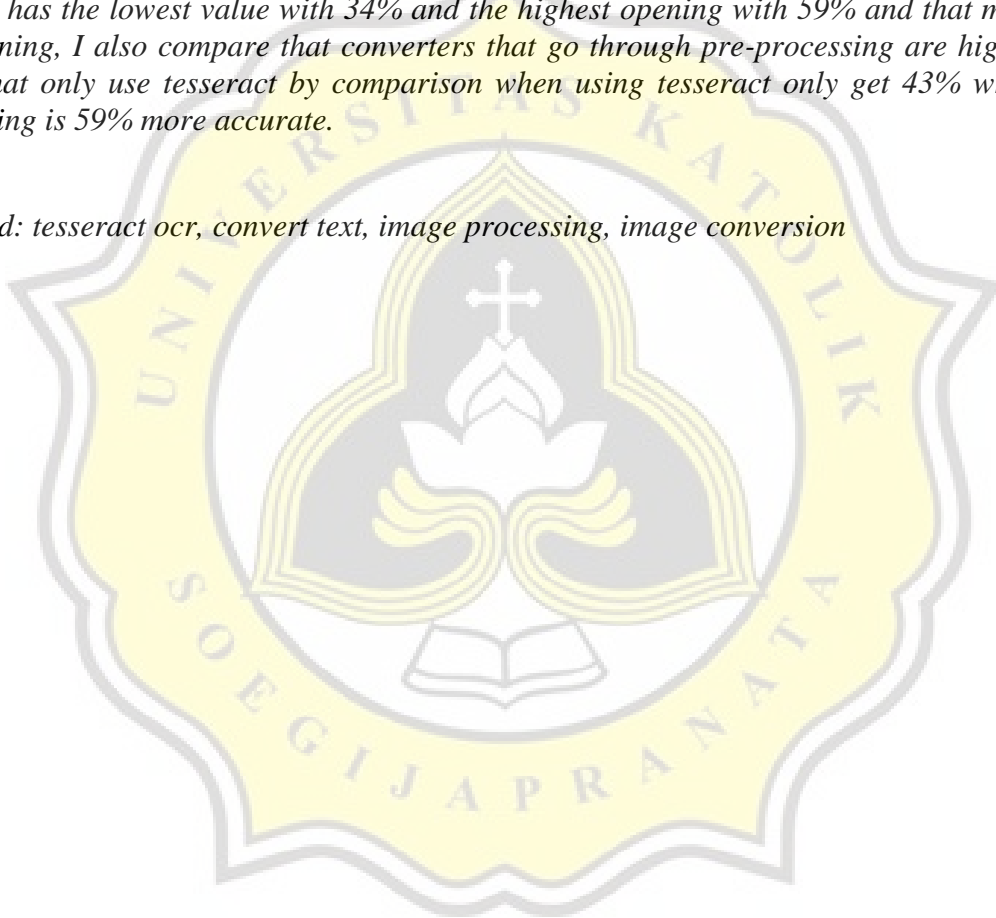 has the lowest value with 34% and the highest opening with 59% and that m
ning, I also compare that converters that go through pre-processing are hig
hat only use tesseract by comparison when using tesseract only get 43% w
ing is 59% more accurate.
d: tesseract ocr, convert text, image processing, image conversion
UNIVERSITAS KATOLIK
SOEGIJAPRANATA